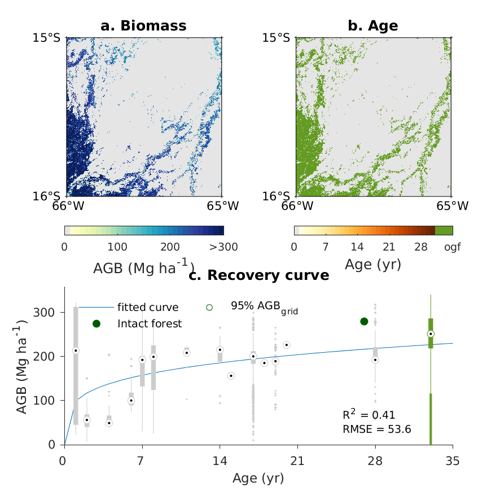 a. Biomass
b. Age
15°S
15°S
16°S
16°S
66°W
65°W
66°W
65°W
0
100
200
>300
0
7
14
21
28
ogf
AGB (Mg ha⁻¹)
Age (yr)
c. Recovery curve
fitted curve
95% AGB_grid
Intact forest
300
200
100
0
AGB (Mg ha⁻¹)
R² = 0.41
RMSE = 53.6
0
7
14
21
28
35
Age (yr)